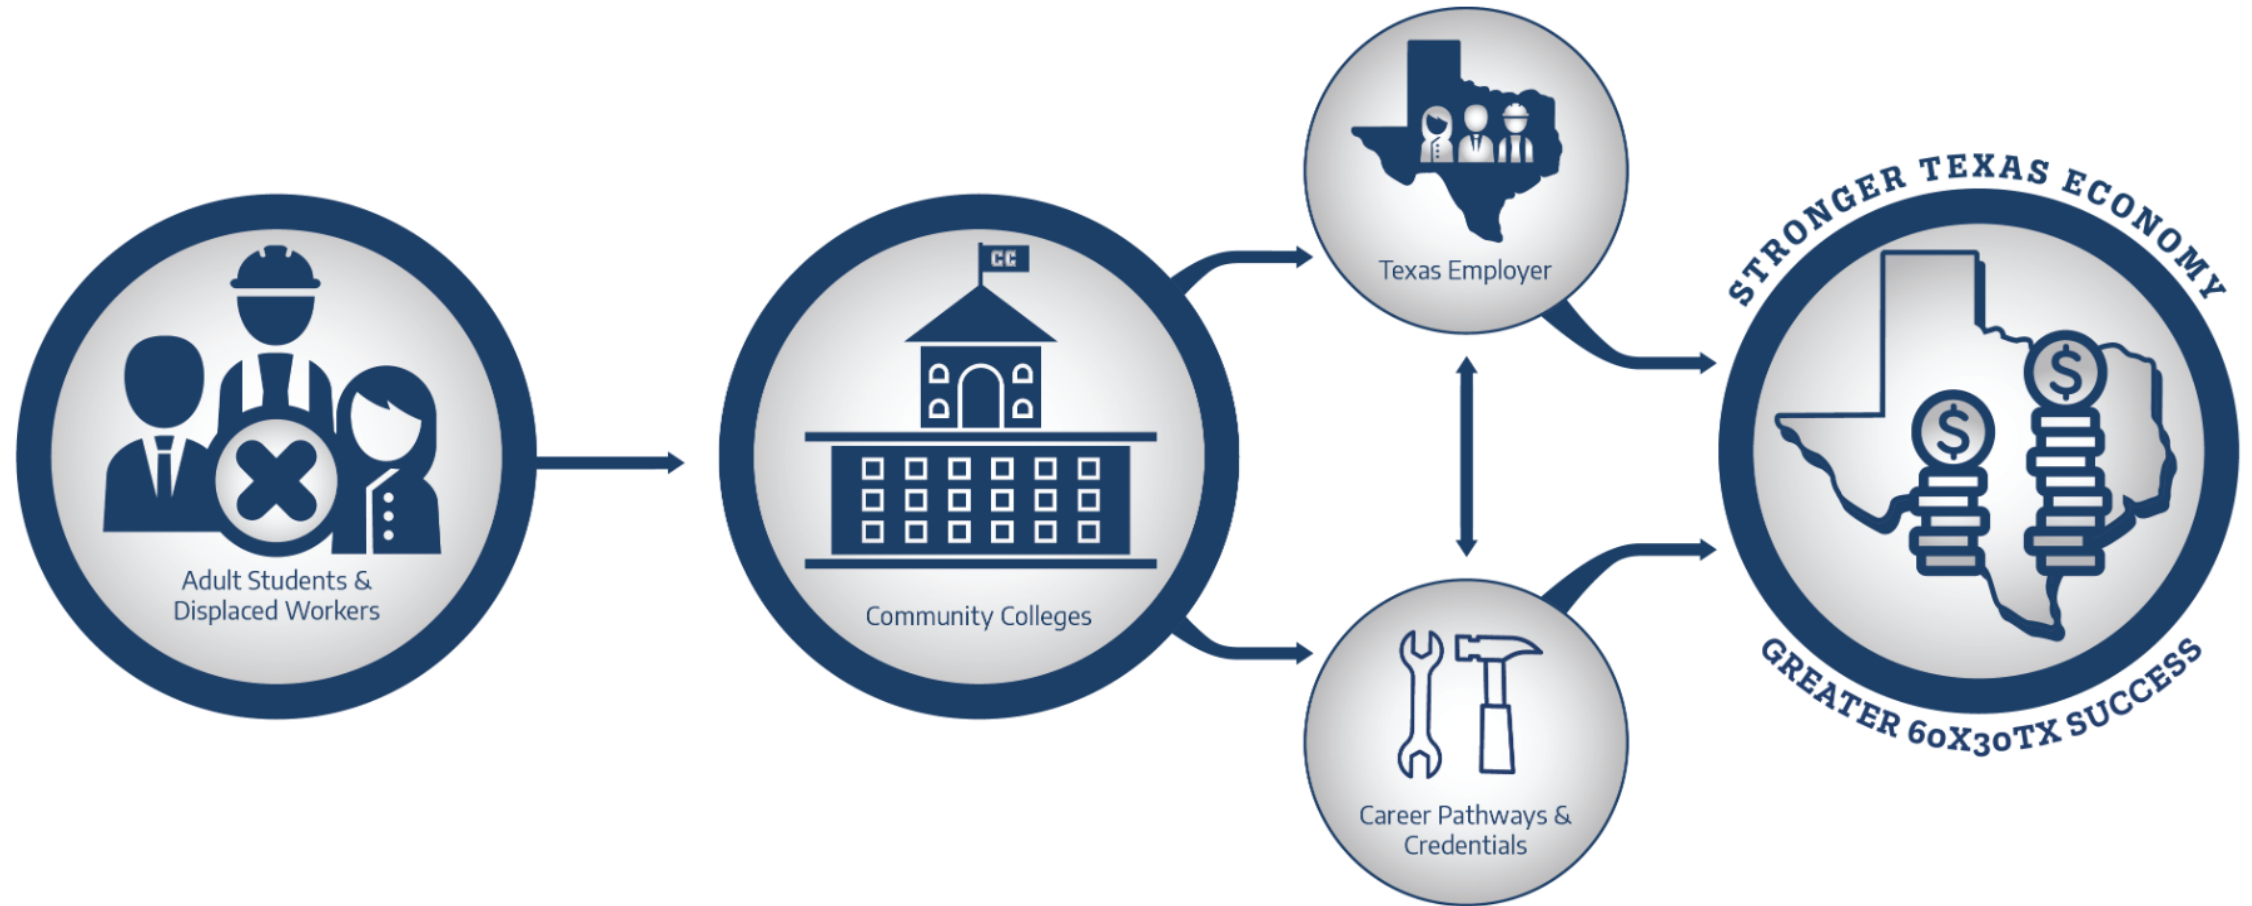 Adult Students &
Displaced Workers
CC
Community Colleges
Texas Employer
Career Pathways &
Credentials
STRONGER TEXAS ECONOMY
$
$
GREATER 60X30TX SUCCESS